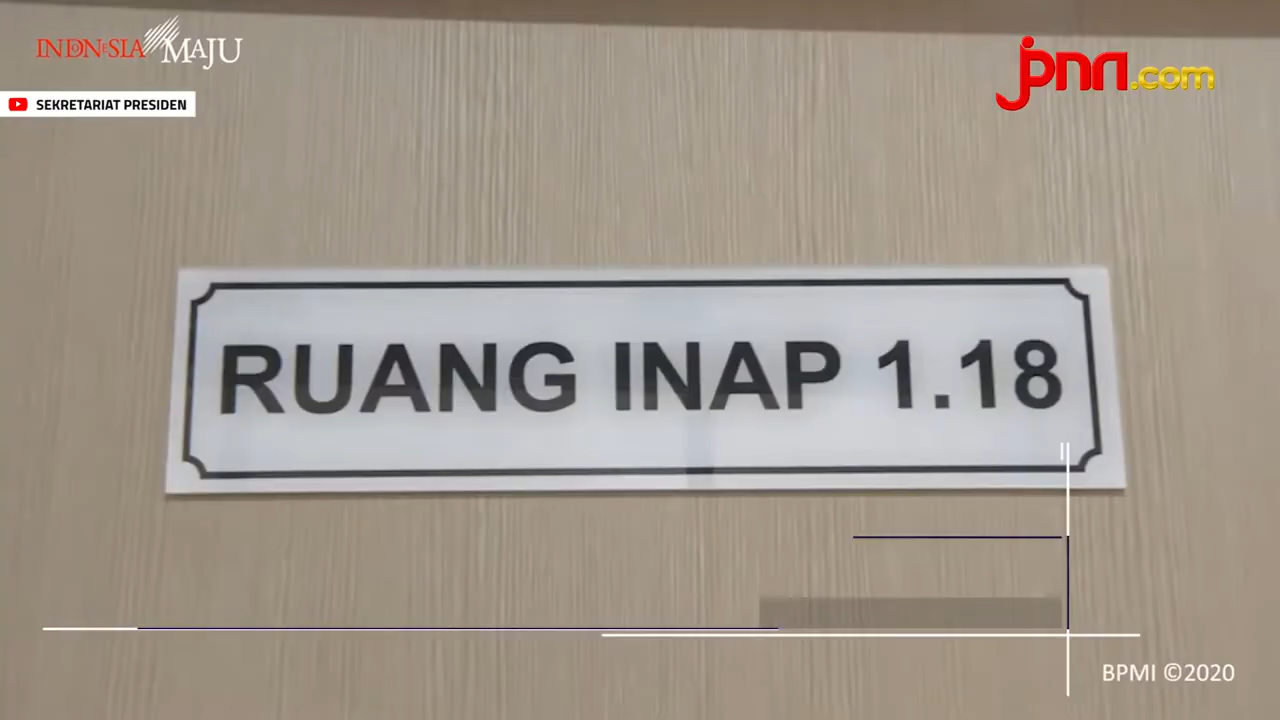 INDONESIA MAJU
jpnn.com
SEKRETARIAT PRESIDEN
RUANG INAP 1.18
BPMI ©2020